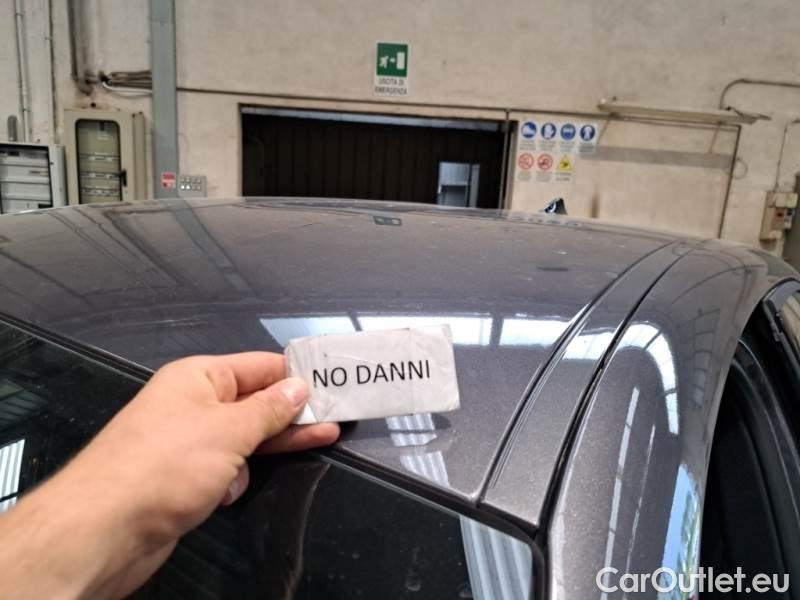 USCITA DI
EMERGENZA
NO DANNI
CarOutlet.eu